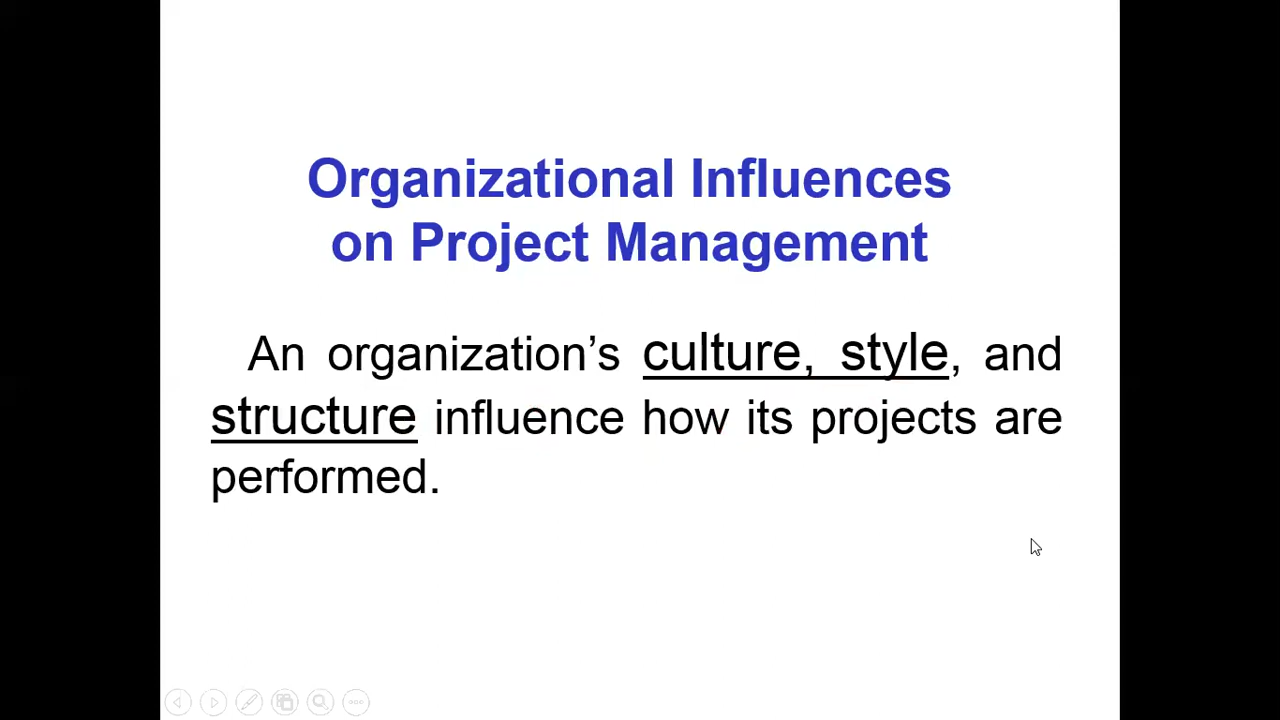 Organizational Influences
on Project Management
An organization’s culture, style, and
structure influence how its projects are
performed.